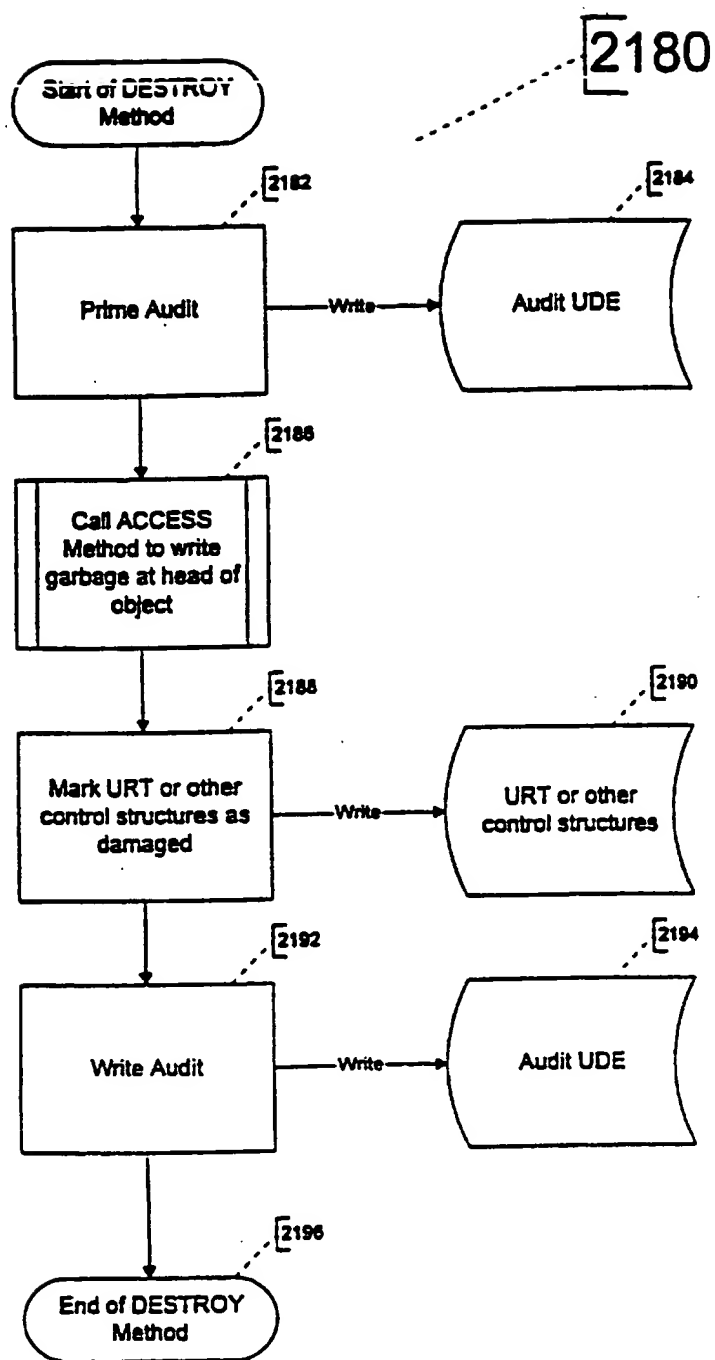 2180
Start of DESTROY
Method
2182
2184
Prime Audit
Write
Audit UDE
2186
Call ACCESS
Method to write
garbage at head of
object
2188
2190
Mark URT or other
control structures as
damaged
Write
URT or other
control structures
2192
2194
Write Audit
Write
Audit UDE
2196
End of DESTROY
Method